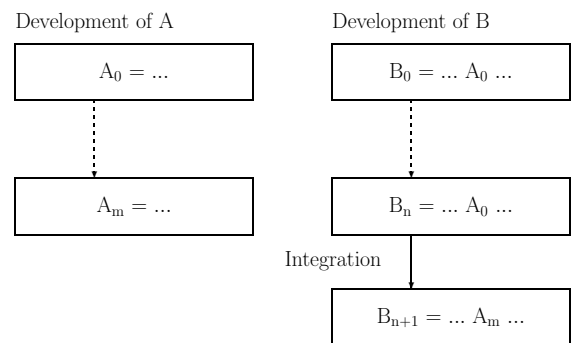 Development of A
A₀ = ...
Aₘ = ...
Development of B
B₀ = ... A₀ ...
Bₙ = ... A₀ ...
Integration
Bₙ₊₁ = ... Aₘ ...